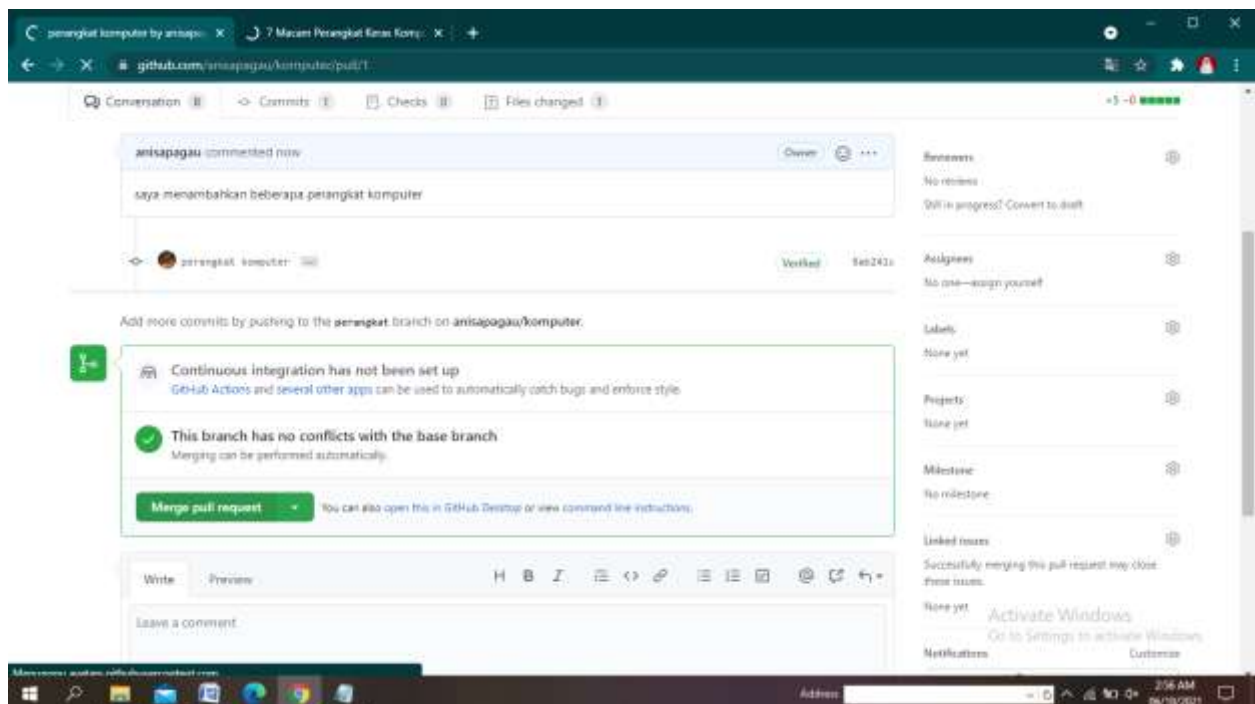 perangkat komputer by anisap
7 Macam Perangkat Keras Komp
github.com/anisapagau/komputer/pull/1
Conversation 0
Commits 1
Checks 0
Files changed 1
+5 -0
anisapagau commented now
Owner
saya menambahkan beberapa perangkat komputer
perangkat komputer
Verified
Add more commits by pushing to the perangkat branch on anisapagau/komputer.
Continuous integration has not been set up
GitHub Actions and several other apps can be used to automatically catch bugs and enforce style.
This branch has no conflicts with the base branch
Merging can be performed automatically.
Merge pull request
You can also open this in GitHub Desktop or view command line instructions.
Write Preview
H B I
Leave a comment
Reviewers
No reviews
Still in progress? Convert to draft
Assignees
No one—assign yourself
Labels
None yet
Projects
None yet
Milestone
No milestone
Linked issues
Successfully merging this pull request may close
these issues.
None yet
Activate Windows
Go to Settings to activate Windows.
Notifications
Customize
Address
2:56 AM